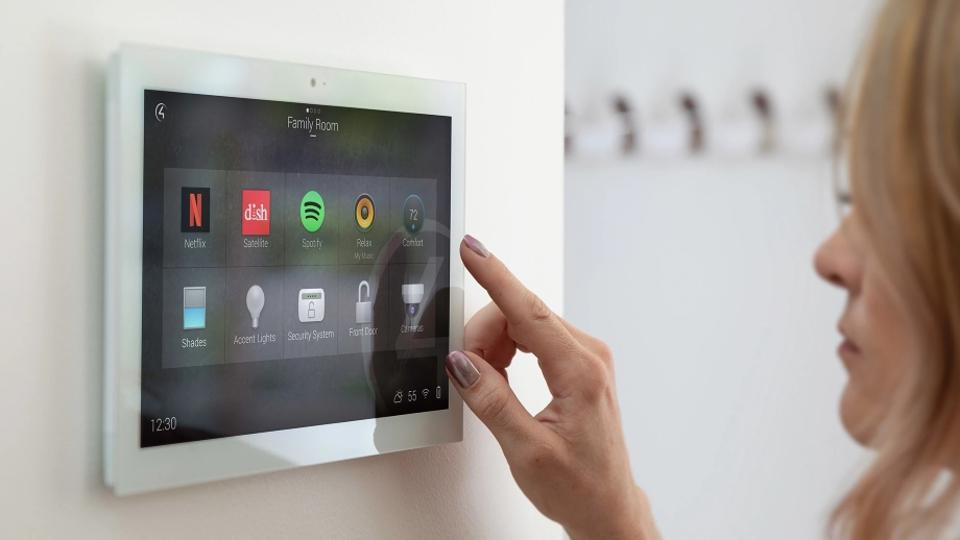 Family Room
N
dish
72
Netflix
Satellite
Spotify
Relax
My Music
Comfort
Shades
Accent Lights
Security System
Front Door
Cameras
55
12:30